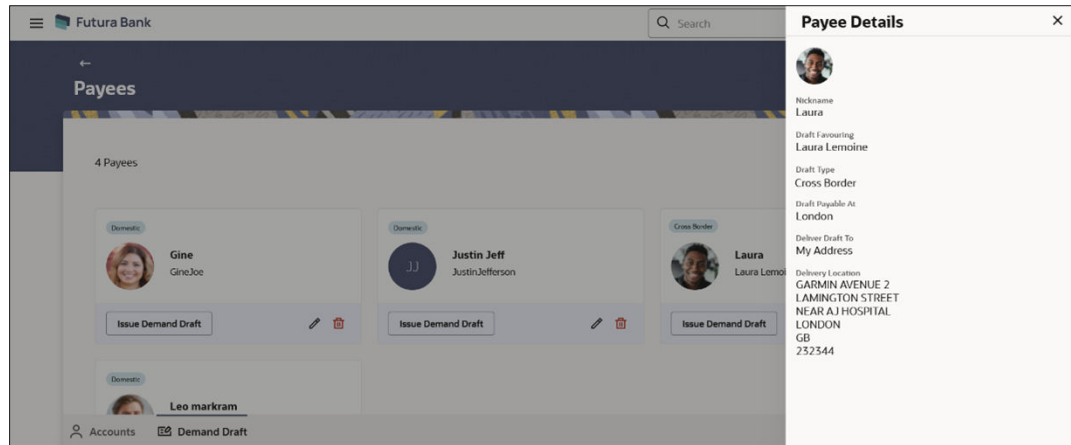 Futura Bank
Search
Payees
4 Payees
Domestic
Gine
GineJoe
Issue Demand Draft
Domestic
JJ
Justin Jeff
JustinJefferson
Issue Demand Draft
Cross Border
Laura
Laura Lemoi
Issue Demand Draft
Domestic
Leo markram
Accounts
Demand Draft
Payee Details
Nickname
Laura
Draft Favouring
Laura Lemoine
Draft Type
Cross Border
Draft Payable At
London
Deliver Draft To
My Address
Delivery Location
GARMIN AVENUE 2
LAMINGTON STREET
NEAR AJ HOSPITAL
LONDON
GB
232344